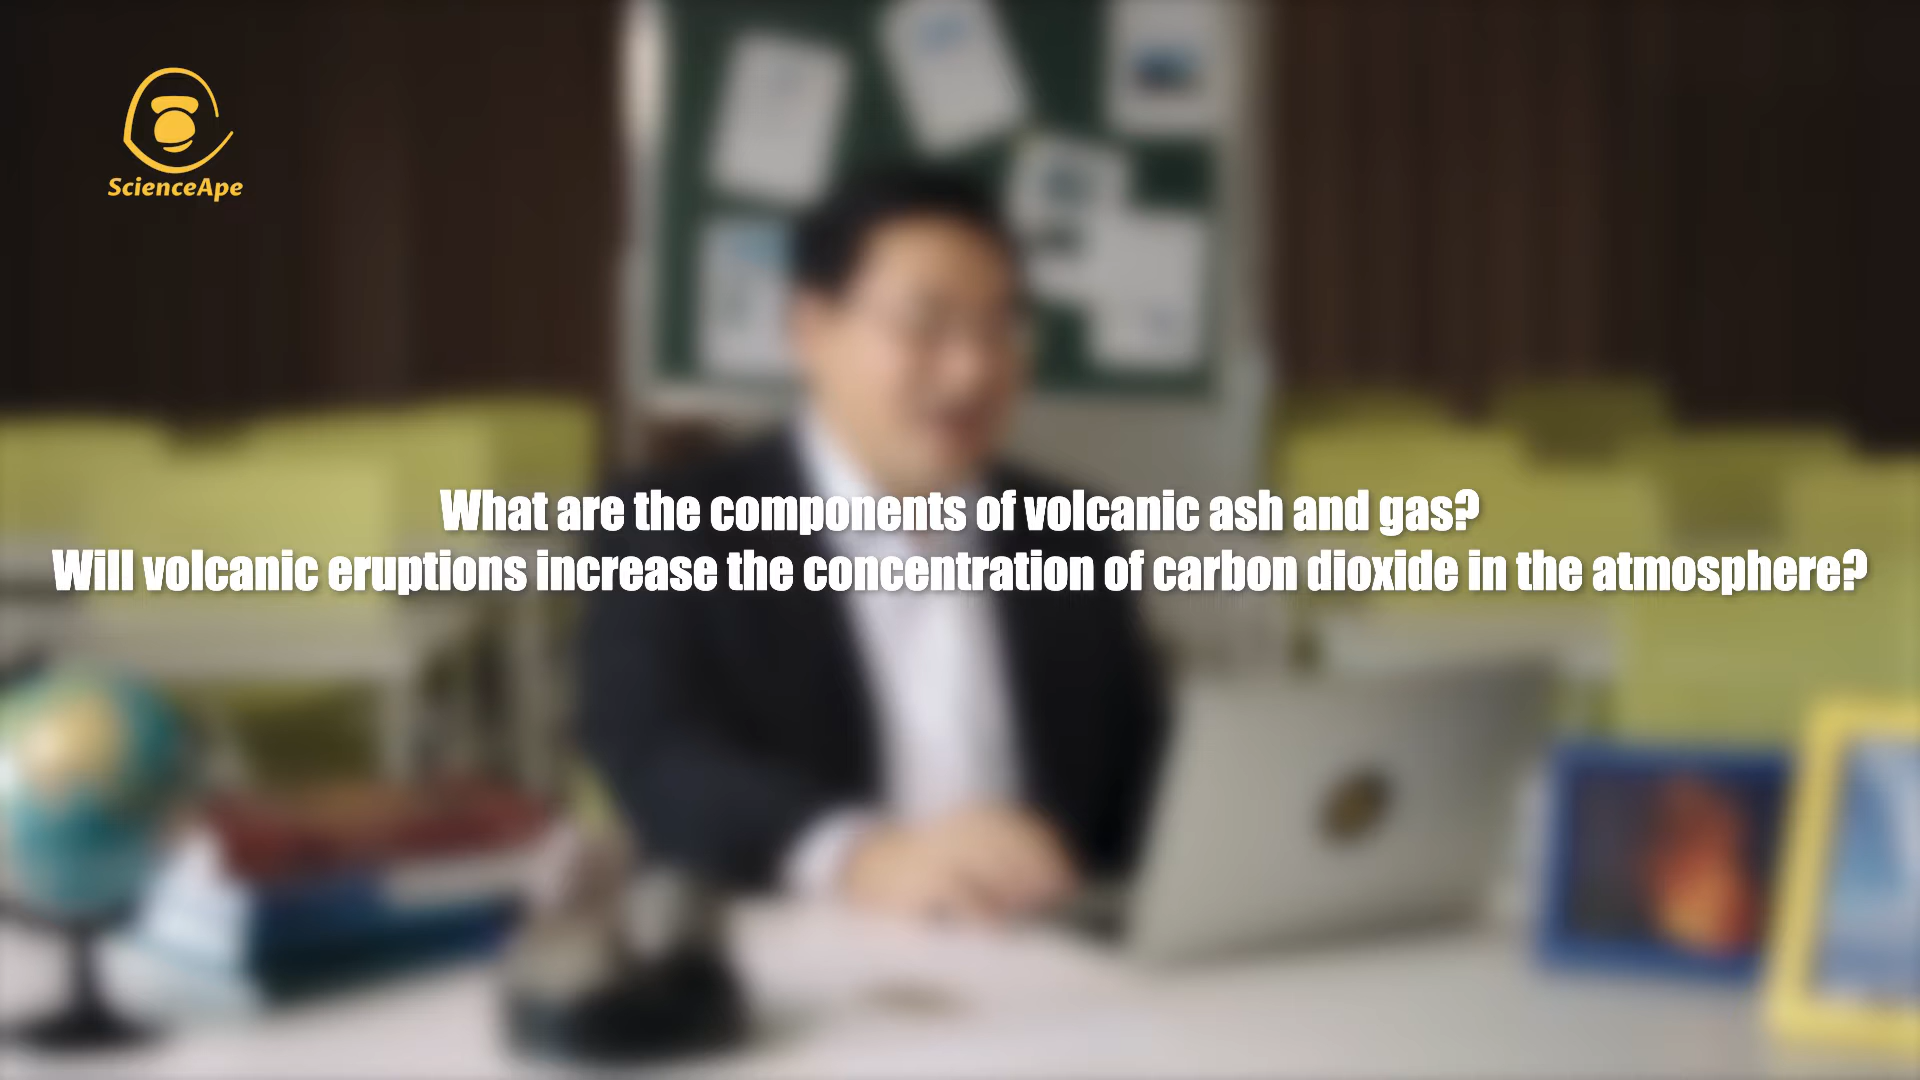 ScienceApe
What are the components of volcanic ash and gas?
Will volcanic eruptions increase the concentration of carbon dioxide in the atmosphere?